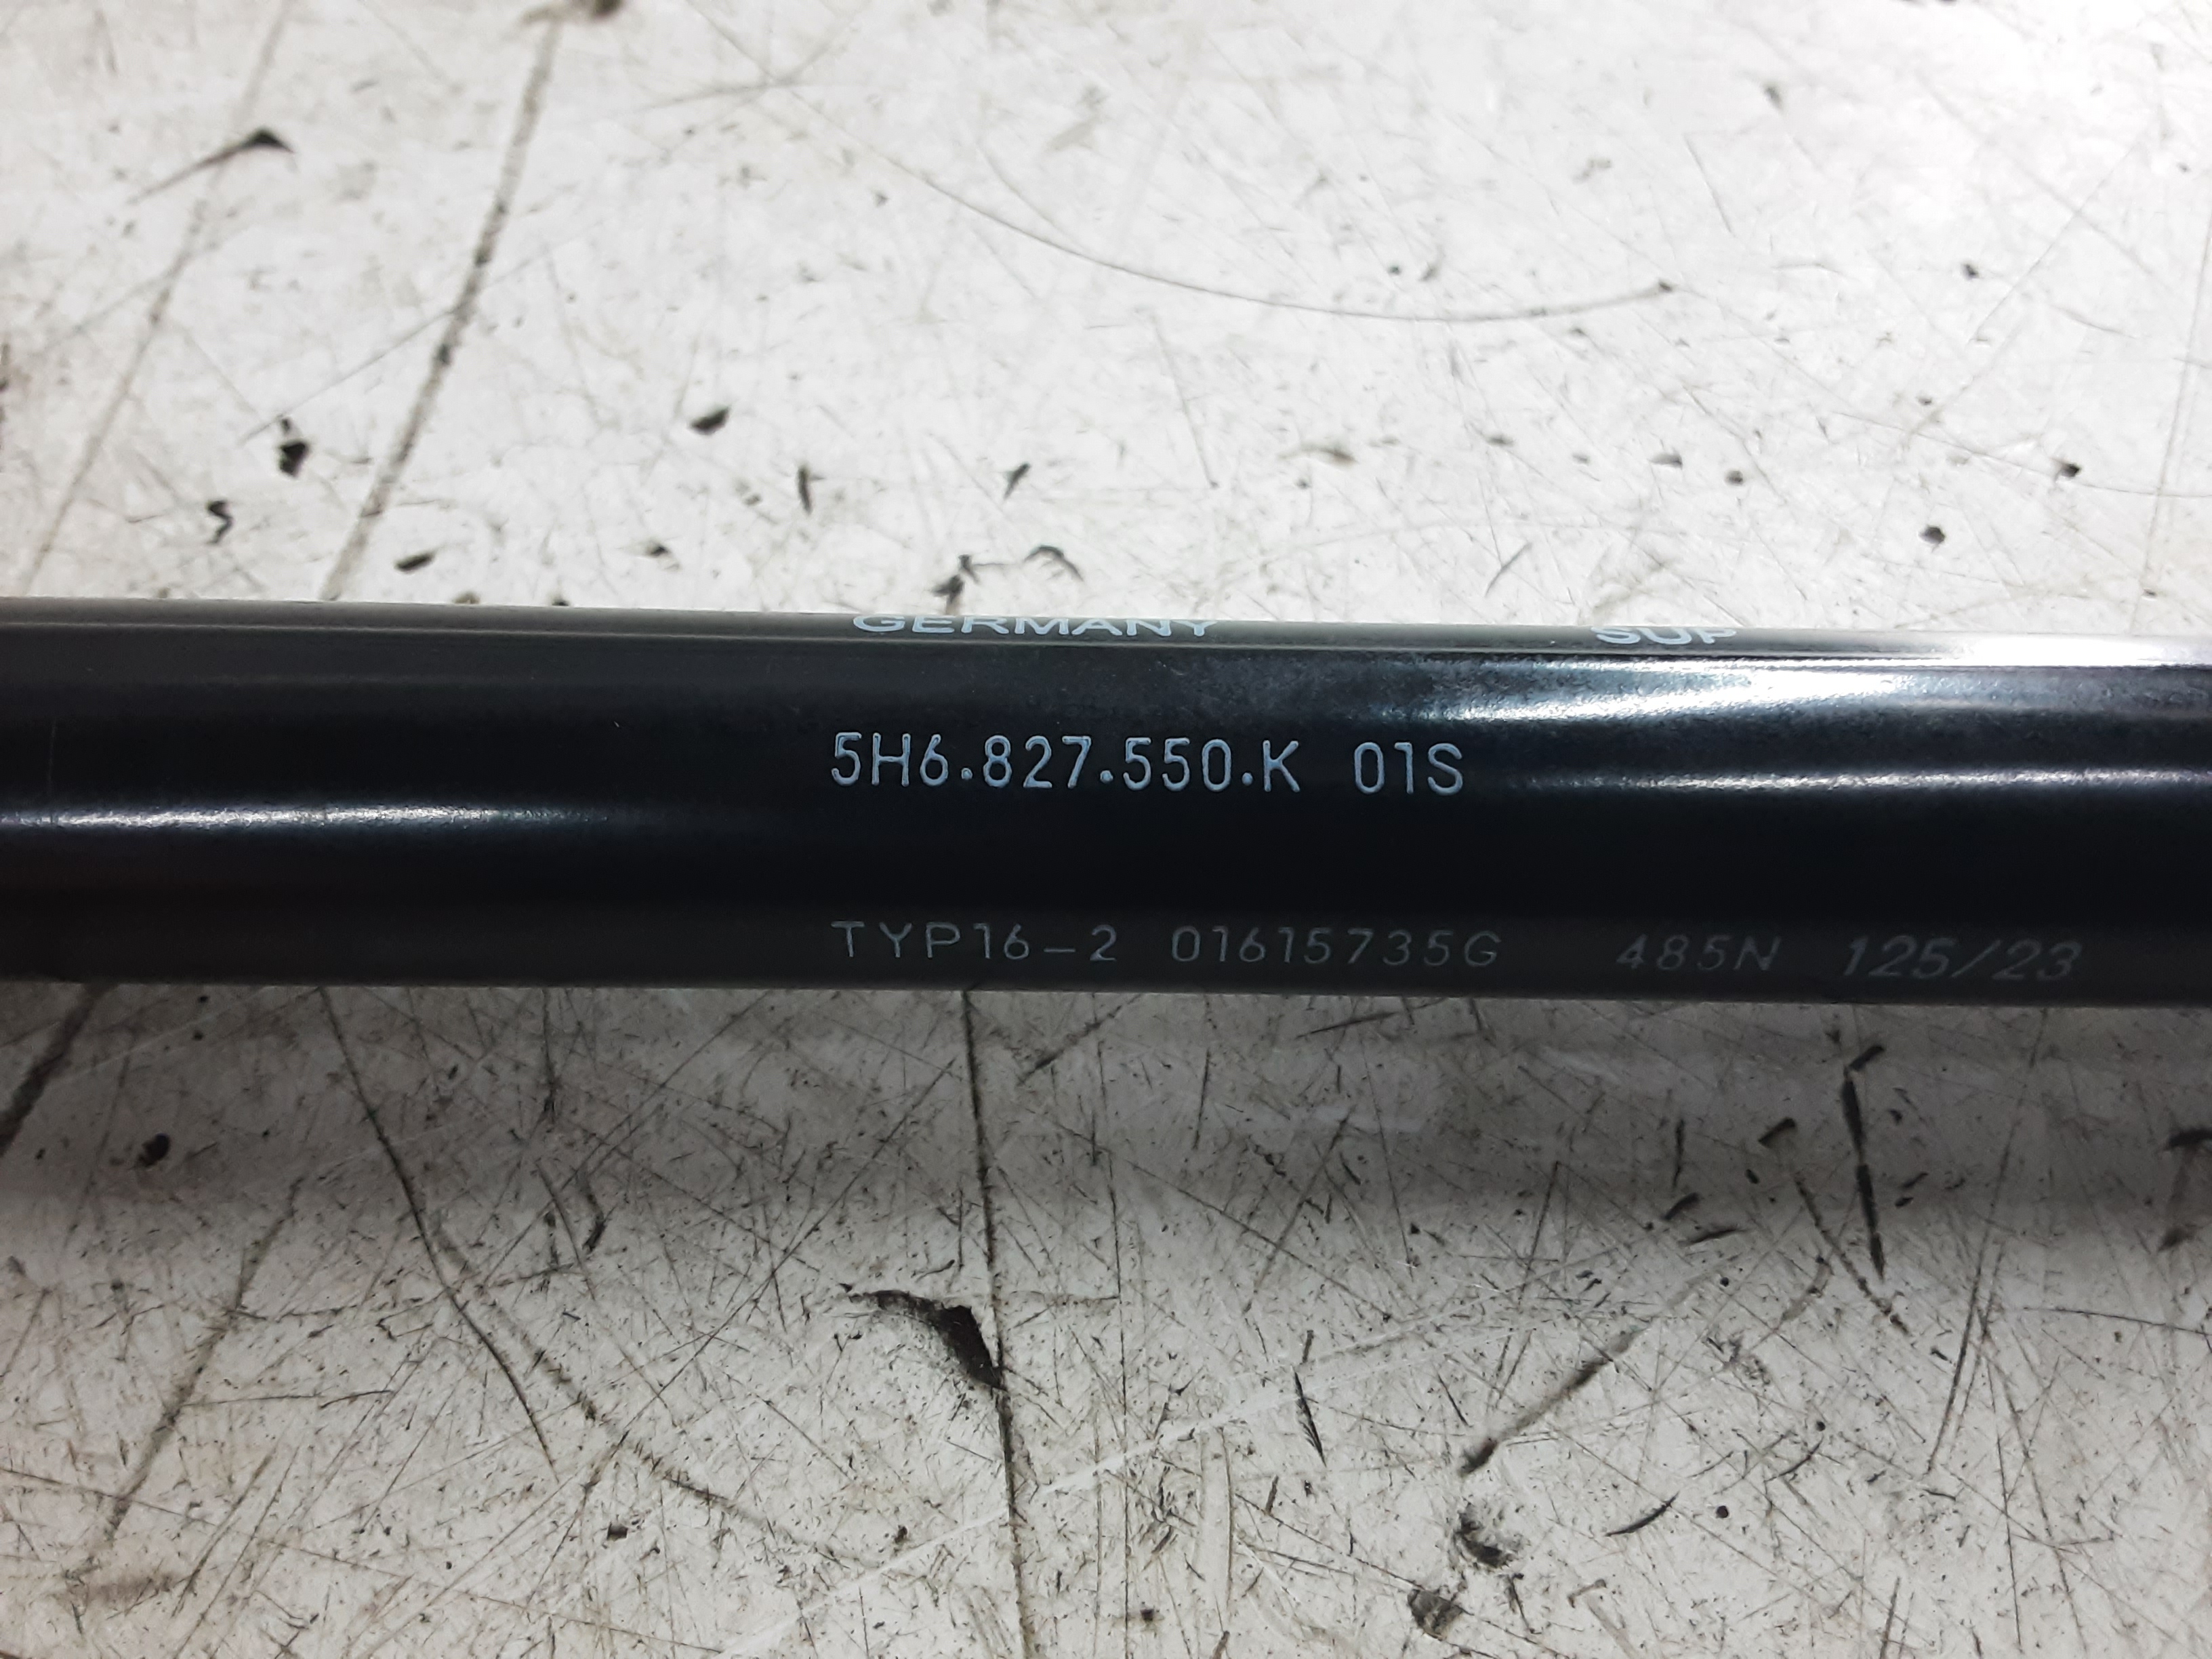 GERMANY SUP
5H6.827.550.K 01S
TYP16-2 01615735G 485N 125/23